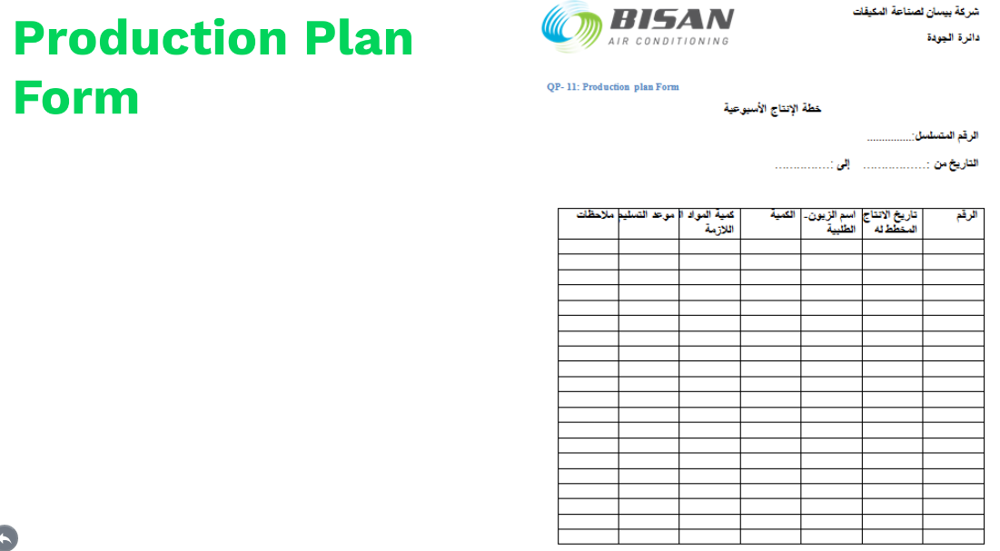 Production Plan
Form
BISAN
AIR CONDITIONING
شركة بيسان لصناعة المكيفات
دائرة الجودة
QP- 11: Production plan Form
خطة الإنتاج الأسبوعية
الرقم المتسلسل:................
التاريخ من :.................. إلى :................
الرقم
تاريخ الانتاج
المخطط له
اسم الزبون-
الطلبية
الكمية
كمية المواد ا
اللازمة
موعد التسليم
ملاحظات